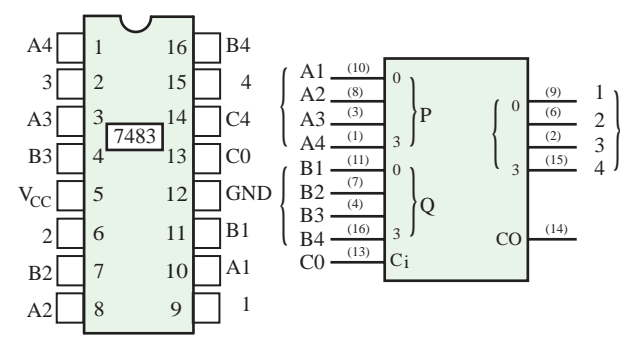 A4 1 16 B4
3 2 15 4
A3 3 14 C4
7483
B3 4 13 C0
VCC 5 12 GND
2 6 11 B1
B2 7 10 A1
A2 8 9 1
A1 (10) 0 (9) 1
A2 (8) 0 (6) 2
A3 (3) P (2) 3
A4 (1) 3 3 (15) 4
B1 (11) 0
B2 (7)
B3 (4) Q
B4 (16) 3 CO (14)
C0 (13) Ci